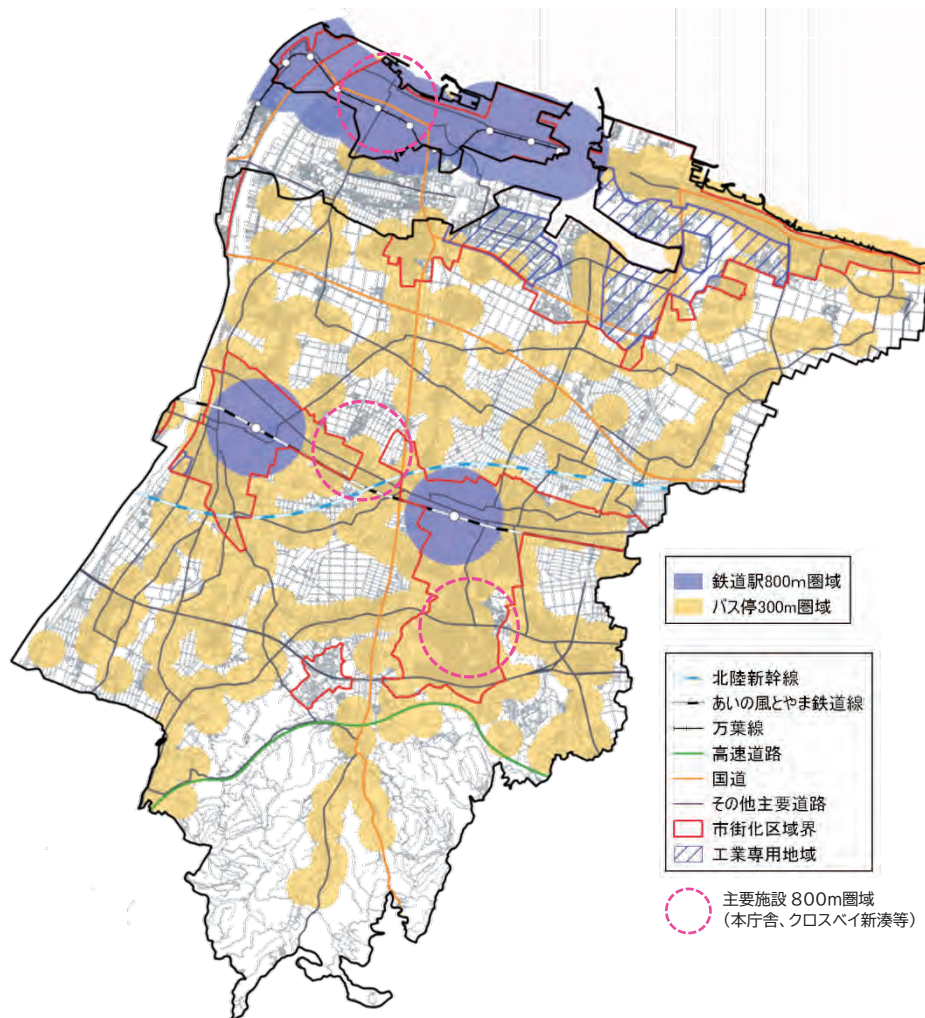 鉄道駅800m圏域
バス停300m圏域
北陸新幹線
あいの風とやま鉄道線
万葉線
高速道路
国道
その他主要道路
市街化区域界
工業専用地域
主要施設 800m圏域
（本庁舎、クロスベイ新湊等）